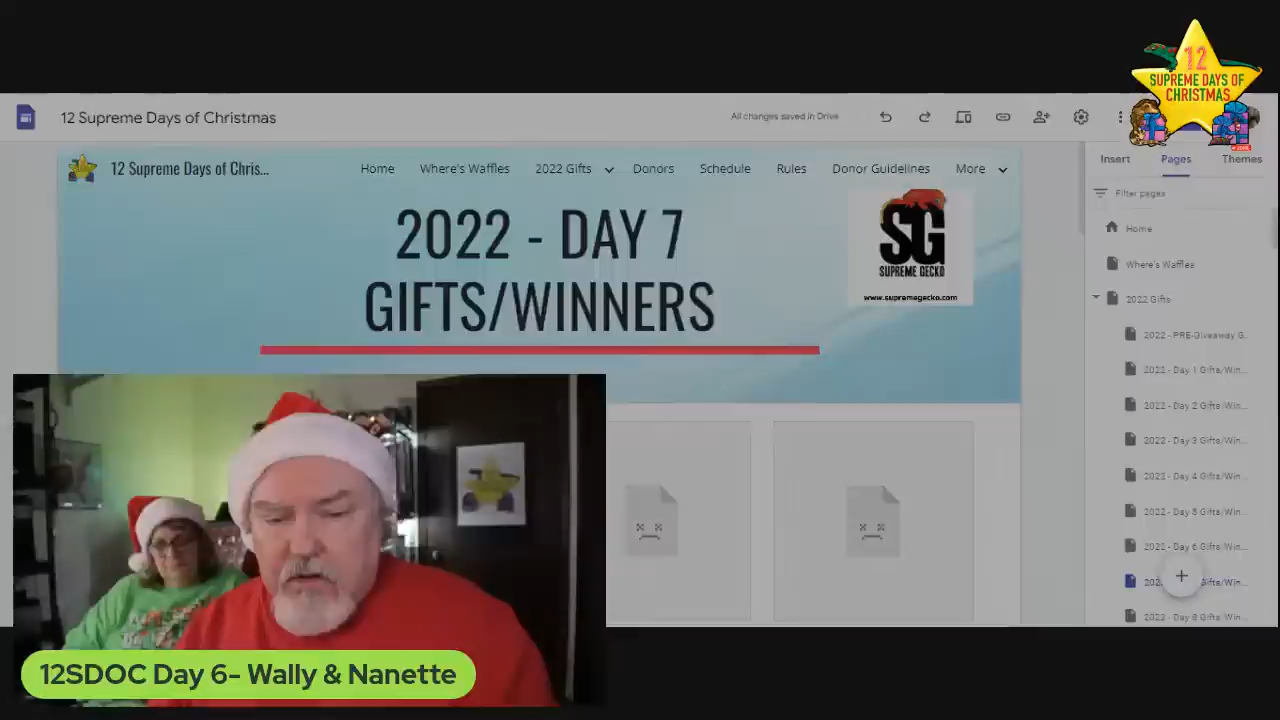 12
SUPREME DAYS OF
CHRISTMAS
12 Supreme Days of Christmas
All changes saved in Drive
Insert
Pages
Themes
12 Supreme Days of Chris...
Home
Where's Waffles
2022 Gifts
Donors
Schedule
Rules
Donor Guidelines
More
2022 - DAY 7
GIFTS/WINNERS
SG
SUPREME GECKO
www.supremegecko.com
Filter pages
Home
Where's Waffles
2022 Gifts
2022 - PRE-Giveaway G...
2022 - Day 1 Gifts/Win...
2022 - Day 2 Gifts/Win...
2022 - Day 3 Gifts/Win...
2022 - Day 4 Gifts/Win...
2022 - Day 5 Gifts/Win...
2022 - Day 6 Gifts/Win...
Gifts/Win...
2022 - Day 8 Gifts/Win...
12SDOC Day 6- Wally & Nanette